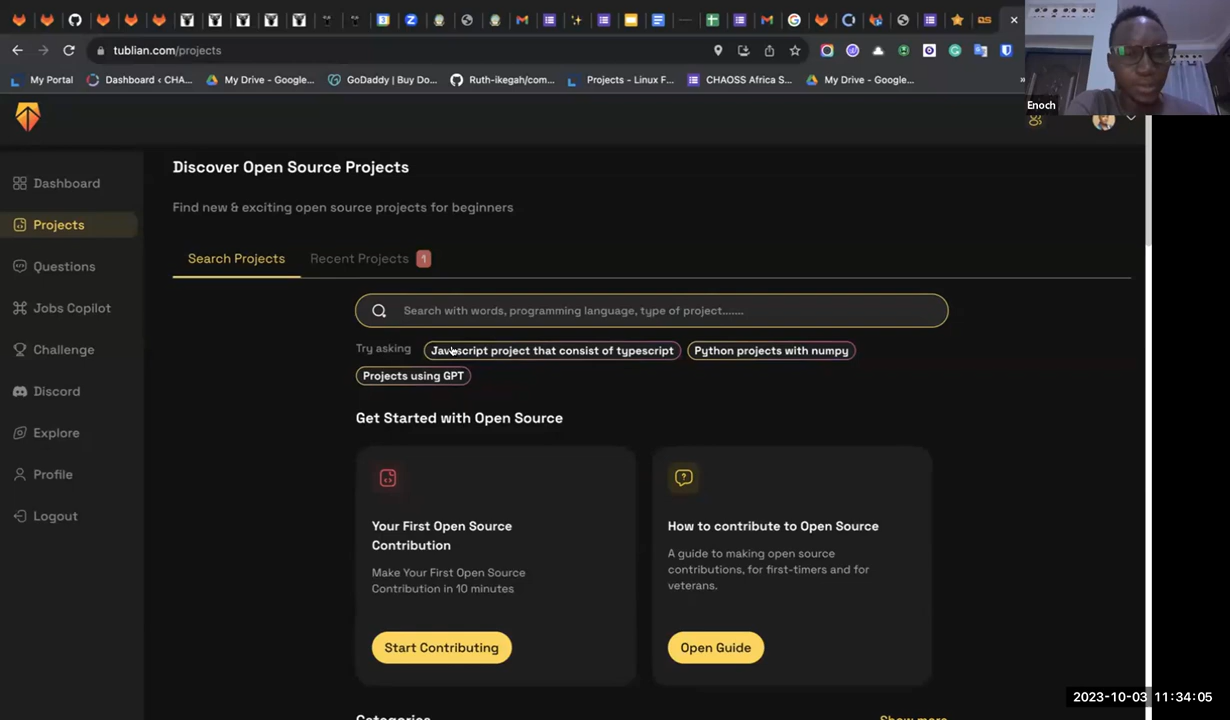 tublian.com/projects
My Portal
Dashboard ‹ CHA...
My Drive - Google...
GoDaddy | Buy Do...
Ruth-ikegah/com...
Projects - Linux F...
CHAOSS Africa S...
My Drive - Google...
»
Enoch
Discover Open Source Projects
Find new & exciting open source projects for beginners
Dashboard
Projects
Questions
Jobs Copilot
Challenge
Discord
Explore
Profile
Logout
Search Projects
Recent Projects 1
Search with words, programming language, type of project.......
Try asking
Javascript project that consist of typescript
Python projects with numpy
Projects using GPT
Get Started with Open Source
Your First Open Source
Contribution
Make Your First Open Source
Contribution in 10 minutes
Start Contributing
How to contribute to Open Source
A guide to making open source
contributions, for first-timers and for
veterans.
Open Guide
Categories
Show more
2023-10-03 11:34:05